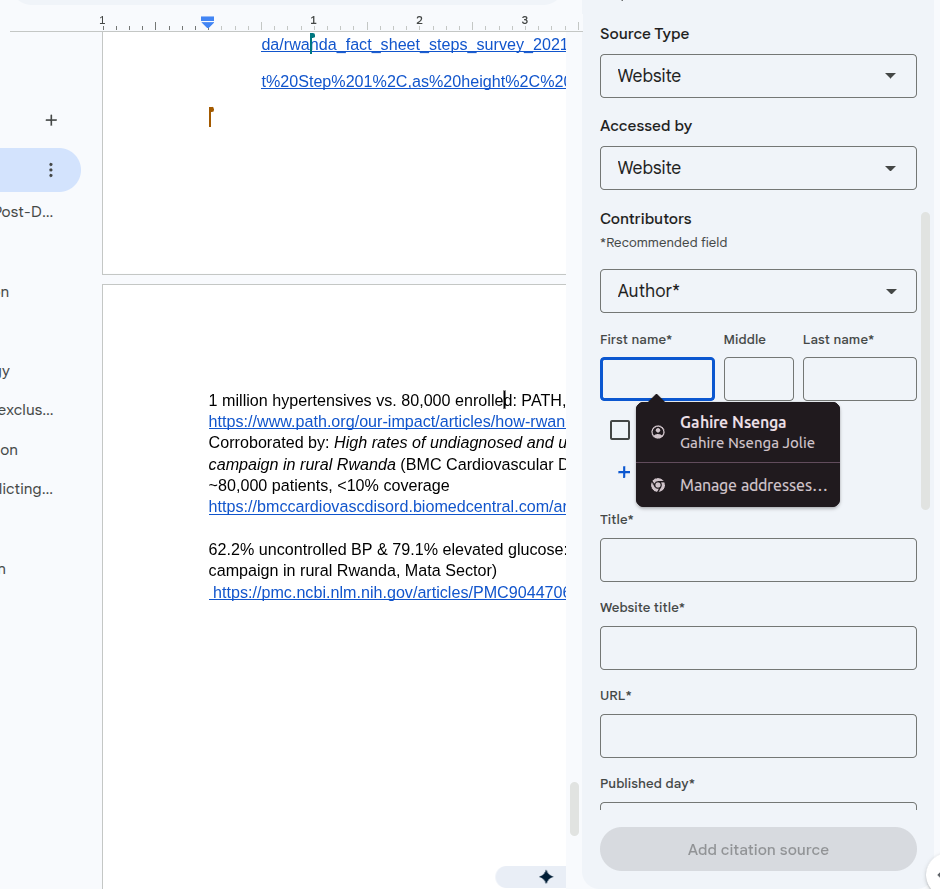 1 1 2 3
da/rwanda_fact_sheet_steps_survey_2021
t%20Step%201%2C,as%20height%2C%20
+
Post-D...
n
gy
exclus...
on
licting...
n
1 million hypertensives vs. 80,000 enrolled: PATH,
https://www.path.org/our-impact/articles/how-rwan
Corroborated by: High rates of undiagnosed and u
campaign in rural Rwanda (BMC Cardiovascular D
~80,000 patients, <10% coverage
https://bmccardiovascdisord.biomedcentral.com/ar
62.2% uncontrolled BP & 79.1% elevated glucose:
campaign in rural Rwanda, Mata Sector)
https://pmc.ncbi.nlm.nih.gov/articles/PMC9044706
Source Type
Website
Accessed by
Website
Contributors
*Recommended field
Author*
First name* Middle Last name*
Gahire Nsenga
Gahire Nsenga Jolie
+
Manage addresses...
Title*
Website title*
URL*
Published day*
Add citation source